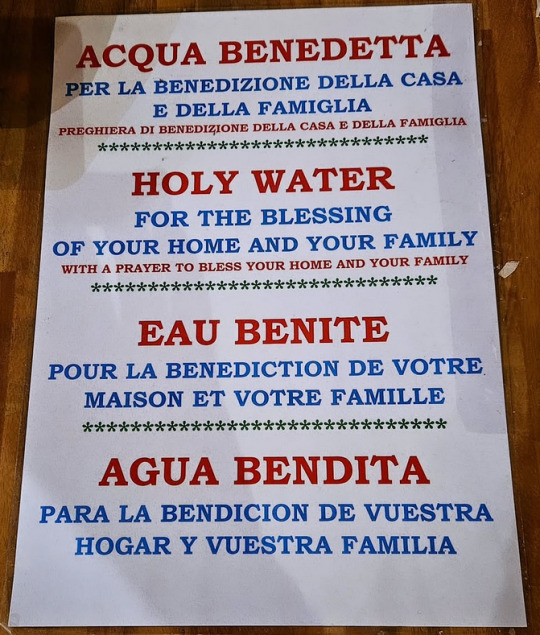 ACQUA BENEDETTA
PER LA BENEDIZIONE DELLA CASA
E DELLA FAMIGLIA
PREGHIERA DI BENEDIZIONE DELLA CASA E DELLA FAMIGLIA
******************************
HOLY WATER
FOR THE BLESSING
OF YOUR HOME AND YOUR FAMILY
WITH A PRAYER TO BLESS YOUR HOME AND YOUR FAMILY
******************************
EAU BENITE
POUR LA BENEDICTION DE VOTRE
MAISON ET VOTRE FAMILLE
******************************
AGUA BENDITA
PARA LA BENDICION DE VUESTRA
HOGAR Y VUESTRA FAMILIA